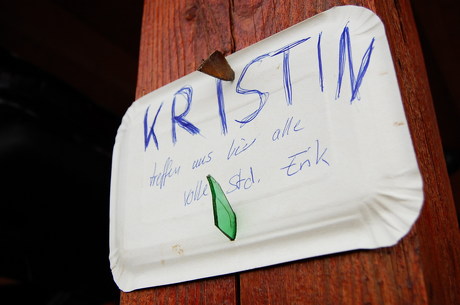 KRISTIN
treffen uns hier alle
volle Std. Erik